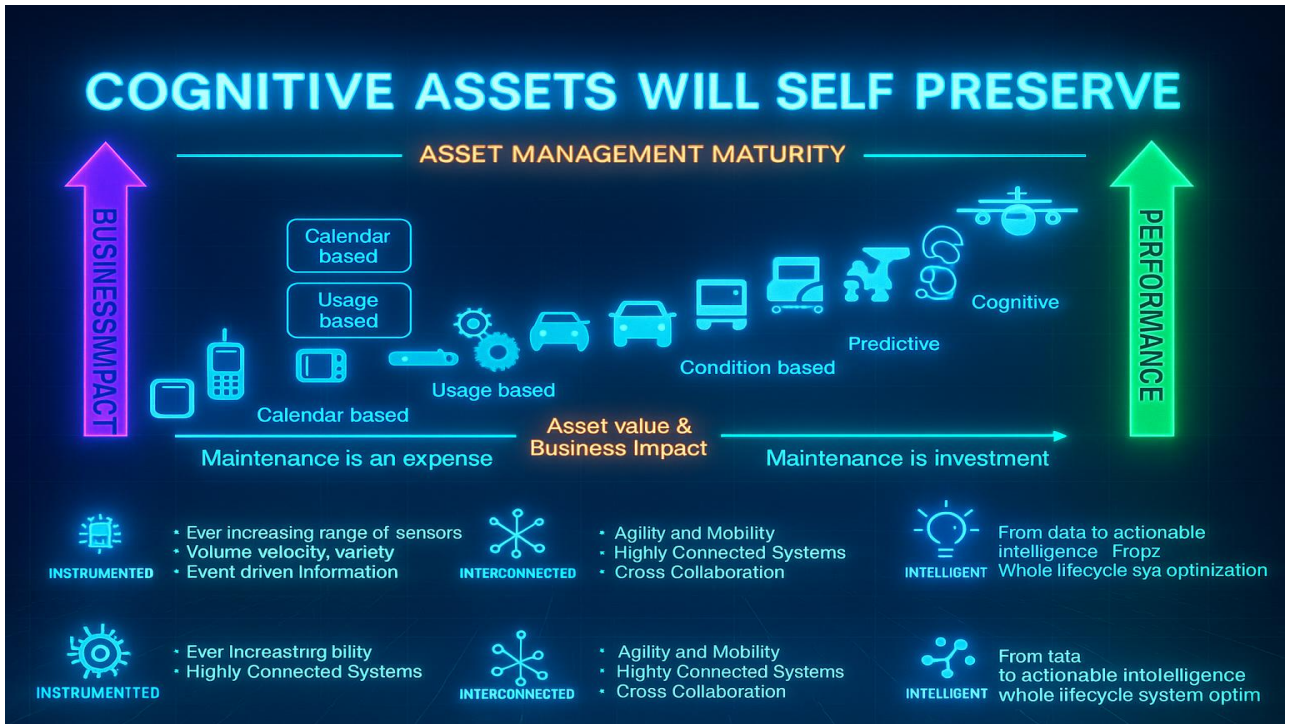 COGNITIVE ASSETS WILL SELF PRESERVE
ASSET MANAGEMENT MATURITY
BUSINESSIMPACT
PERFORMANCE
Calendar
based
Usage
based
Calendar based
Usage based
Condition based
Predictive
Cognitive
Maintenance is an expense
Asset value &
Business Impact
Maintenance is investment
INSTRUMENTED
• Ever increasing range of sensors
• Volume velocity, variety
• Event driven Information
INTERCONNECTED
• Agility and Mobility
• Highly Connected Systems
• Cross Collaboration
INTELLIGENT
From data to actionable
intelligence Fropz
Whole lifecycle sya optinization
INSTRUMENTTED
• Ever Increastrırg bility
• Highly Connected Systems
INTERCONNECTED
• Agility and Mobility
• Highty Connected Systems
• Cross Collaboration
INTELLIGENT
From tata
to actionable intolelligence
whole iifecycle system optim